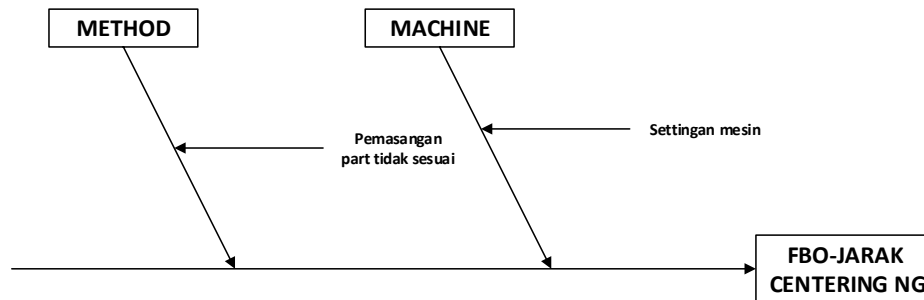 METHOD
MACHINE
Pemasangan
part tidak sesuai
Settingan mesin
FBO-JARAK
CENTERING NG